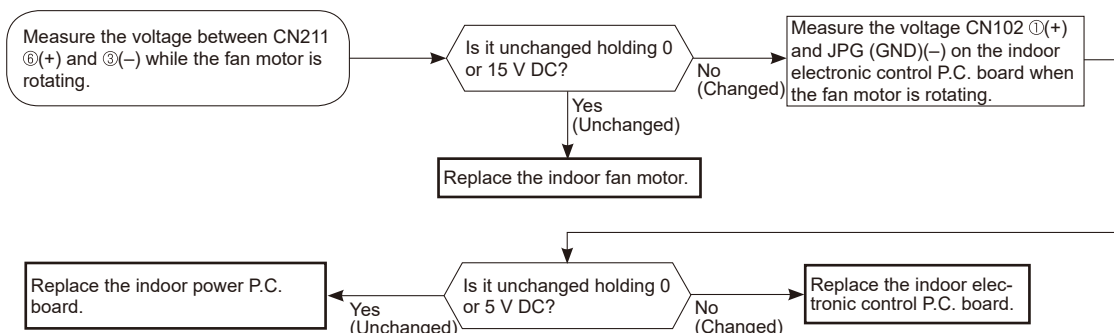 Measure the voltage between CN211
⑥(+) and ③(–) while the fan motor is
rotating.
Is it unchanged holding 0
or 15 V DC?
No
(Changed)
Measure the voltage CN102 ①(+)
and JPG (GND)(–) on the indoor
electronic control P.C. board when
the fan motor is rotating.
Yes
(Unchanged)
Replace the indoor fan motor.
Replace the indoor power P.C.
board.
Yes
(Unchanged)
Is it unchanged holding 0
or 5 V DC?
No
(Changed)
Replace the indoor elec-
tronic control P.C. board.